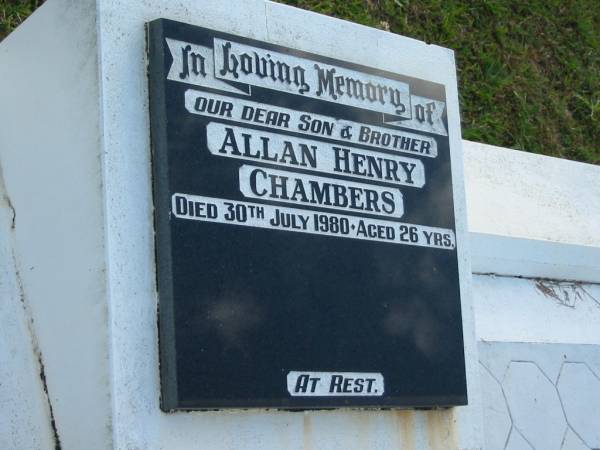 In Loving Memory of
OUR DEAR SON & BROTHER
ALLAN HENRY
CHAMBERS
DIED 30TH JULY 1980 • AGED 26 YRS.
AT REST.